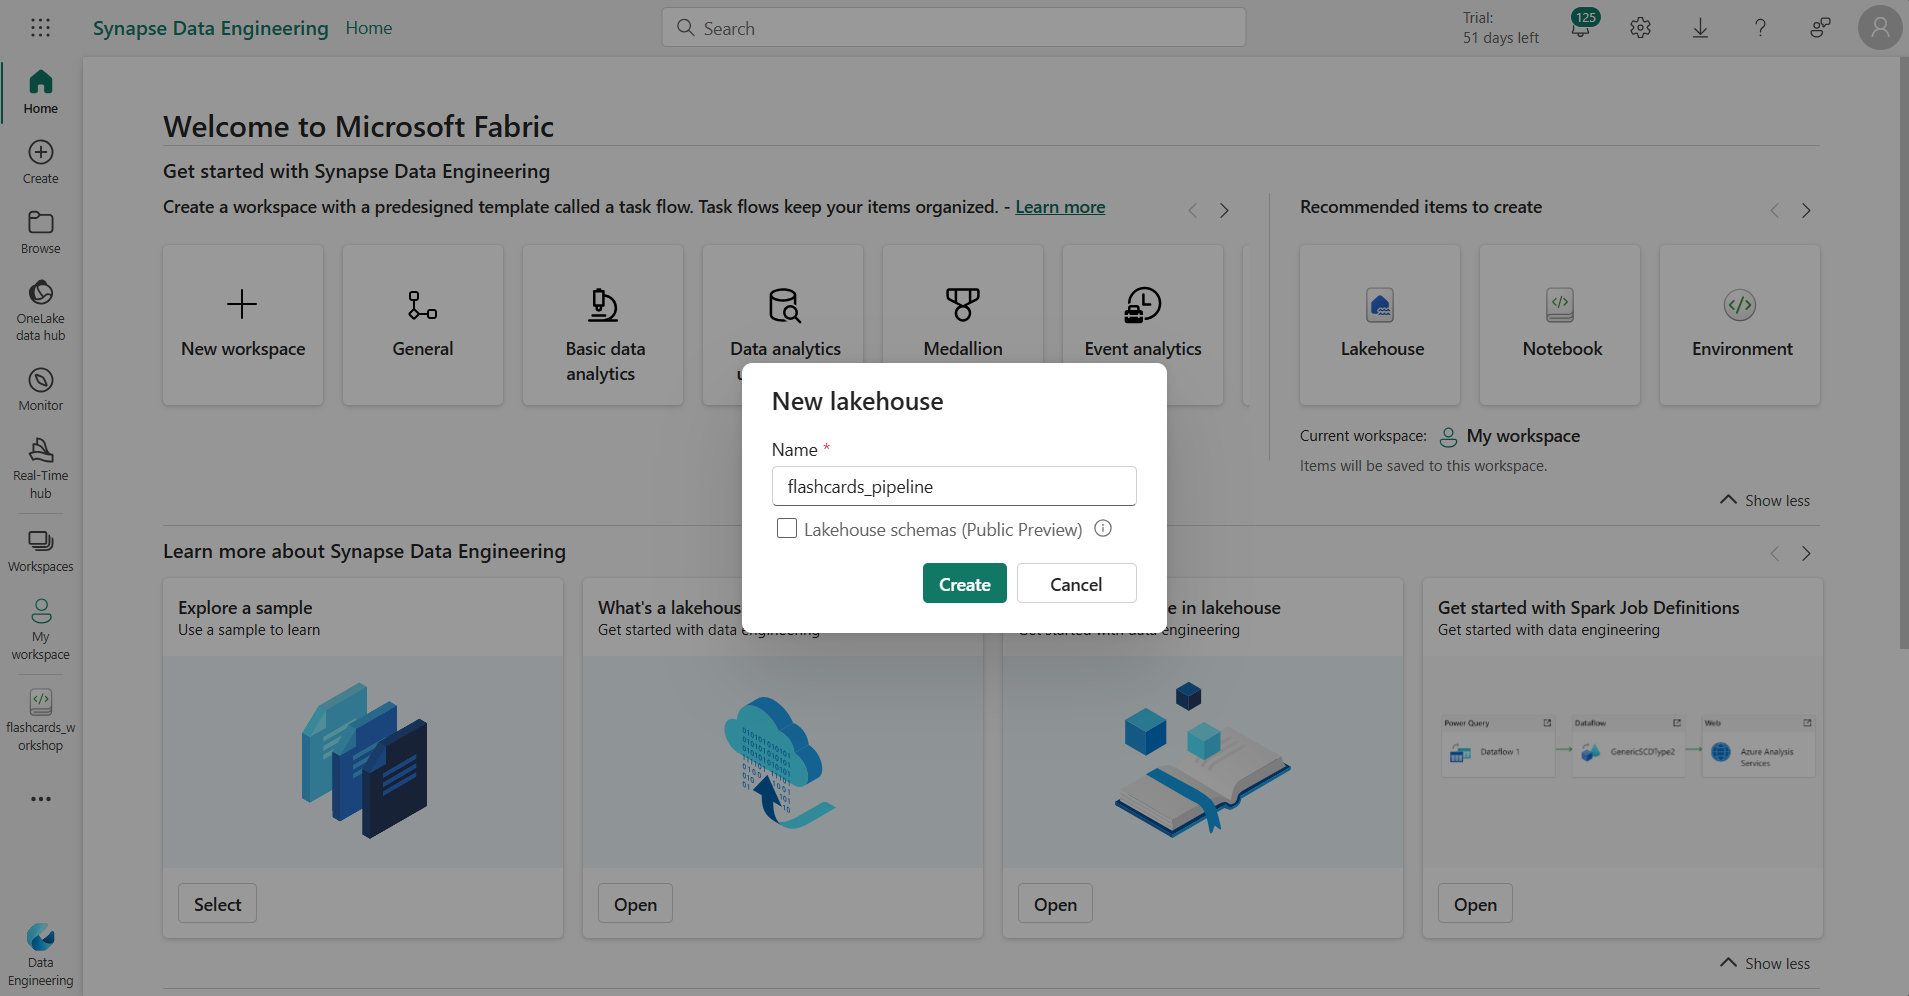 Synapse Data Engineering Home
Search
Trial:
51 days left
125
Home
Create
Browse
OneLake
data hub
Monitor
Real-Time
hub
Workspaces
My
workspace
flashcards_w
orkshop
Data
Engineering
Welcome to Microsoft Fabric
Get started with Synapse Data Engineering
Create a workspace with a predesigned template called a task flow. Task flows keep your items organized. - Learn more
New workspace
General
Basic data
analytics
Data analytics
Medallion
Event analytics
Recommended items to create
Lakehouse
Notebook
Environment
Current workspace: My workspace
Items will be saved to this workspace.
Show less
New lakehouse
Name *
flashcards_pipeline
Lakehouse schemas (Public Preview)
Create
Cancel
Learn more about Synapse Data Engineering
Explore a sample
Use a sample to learn
Select
What's a lakehous
Get started with data engineering
Open
e in lakehouse
Get started with data engineering
Open
Get started with Spark Job Definitions
Get started with data engineering
Power Query
Dataflow 1
Dataflow
GenericSCDType2
Web
Azure Analysis
Services
Open
Show less